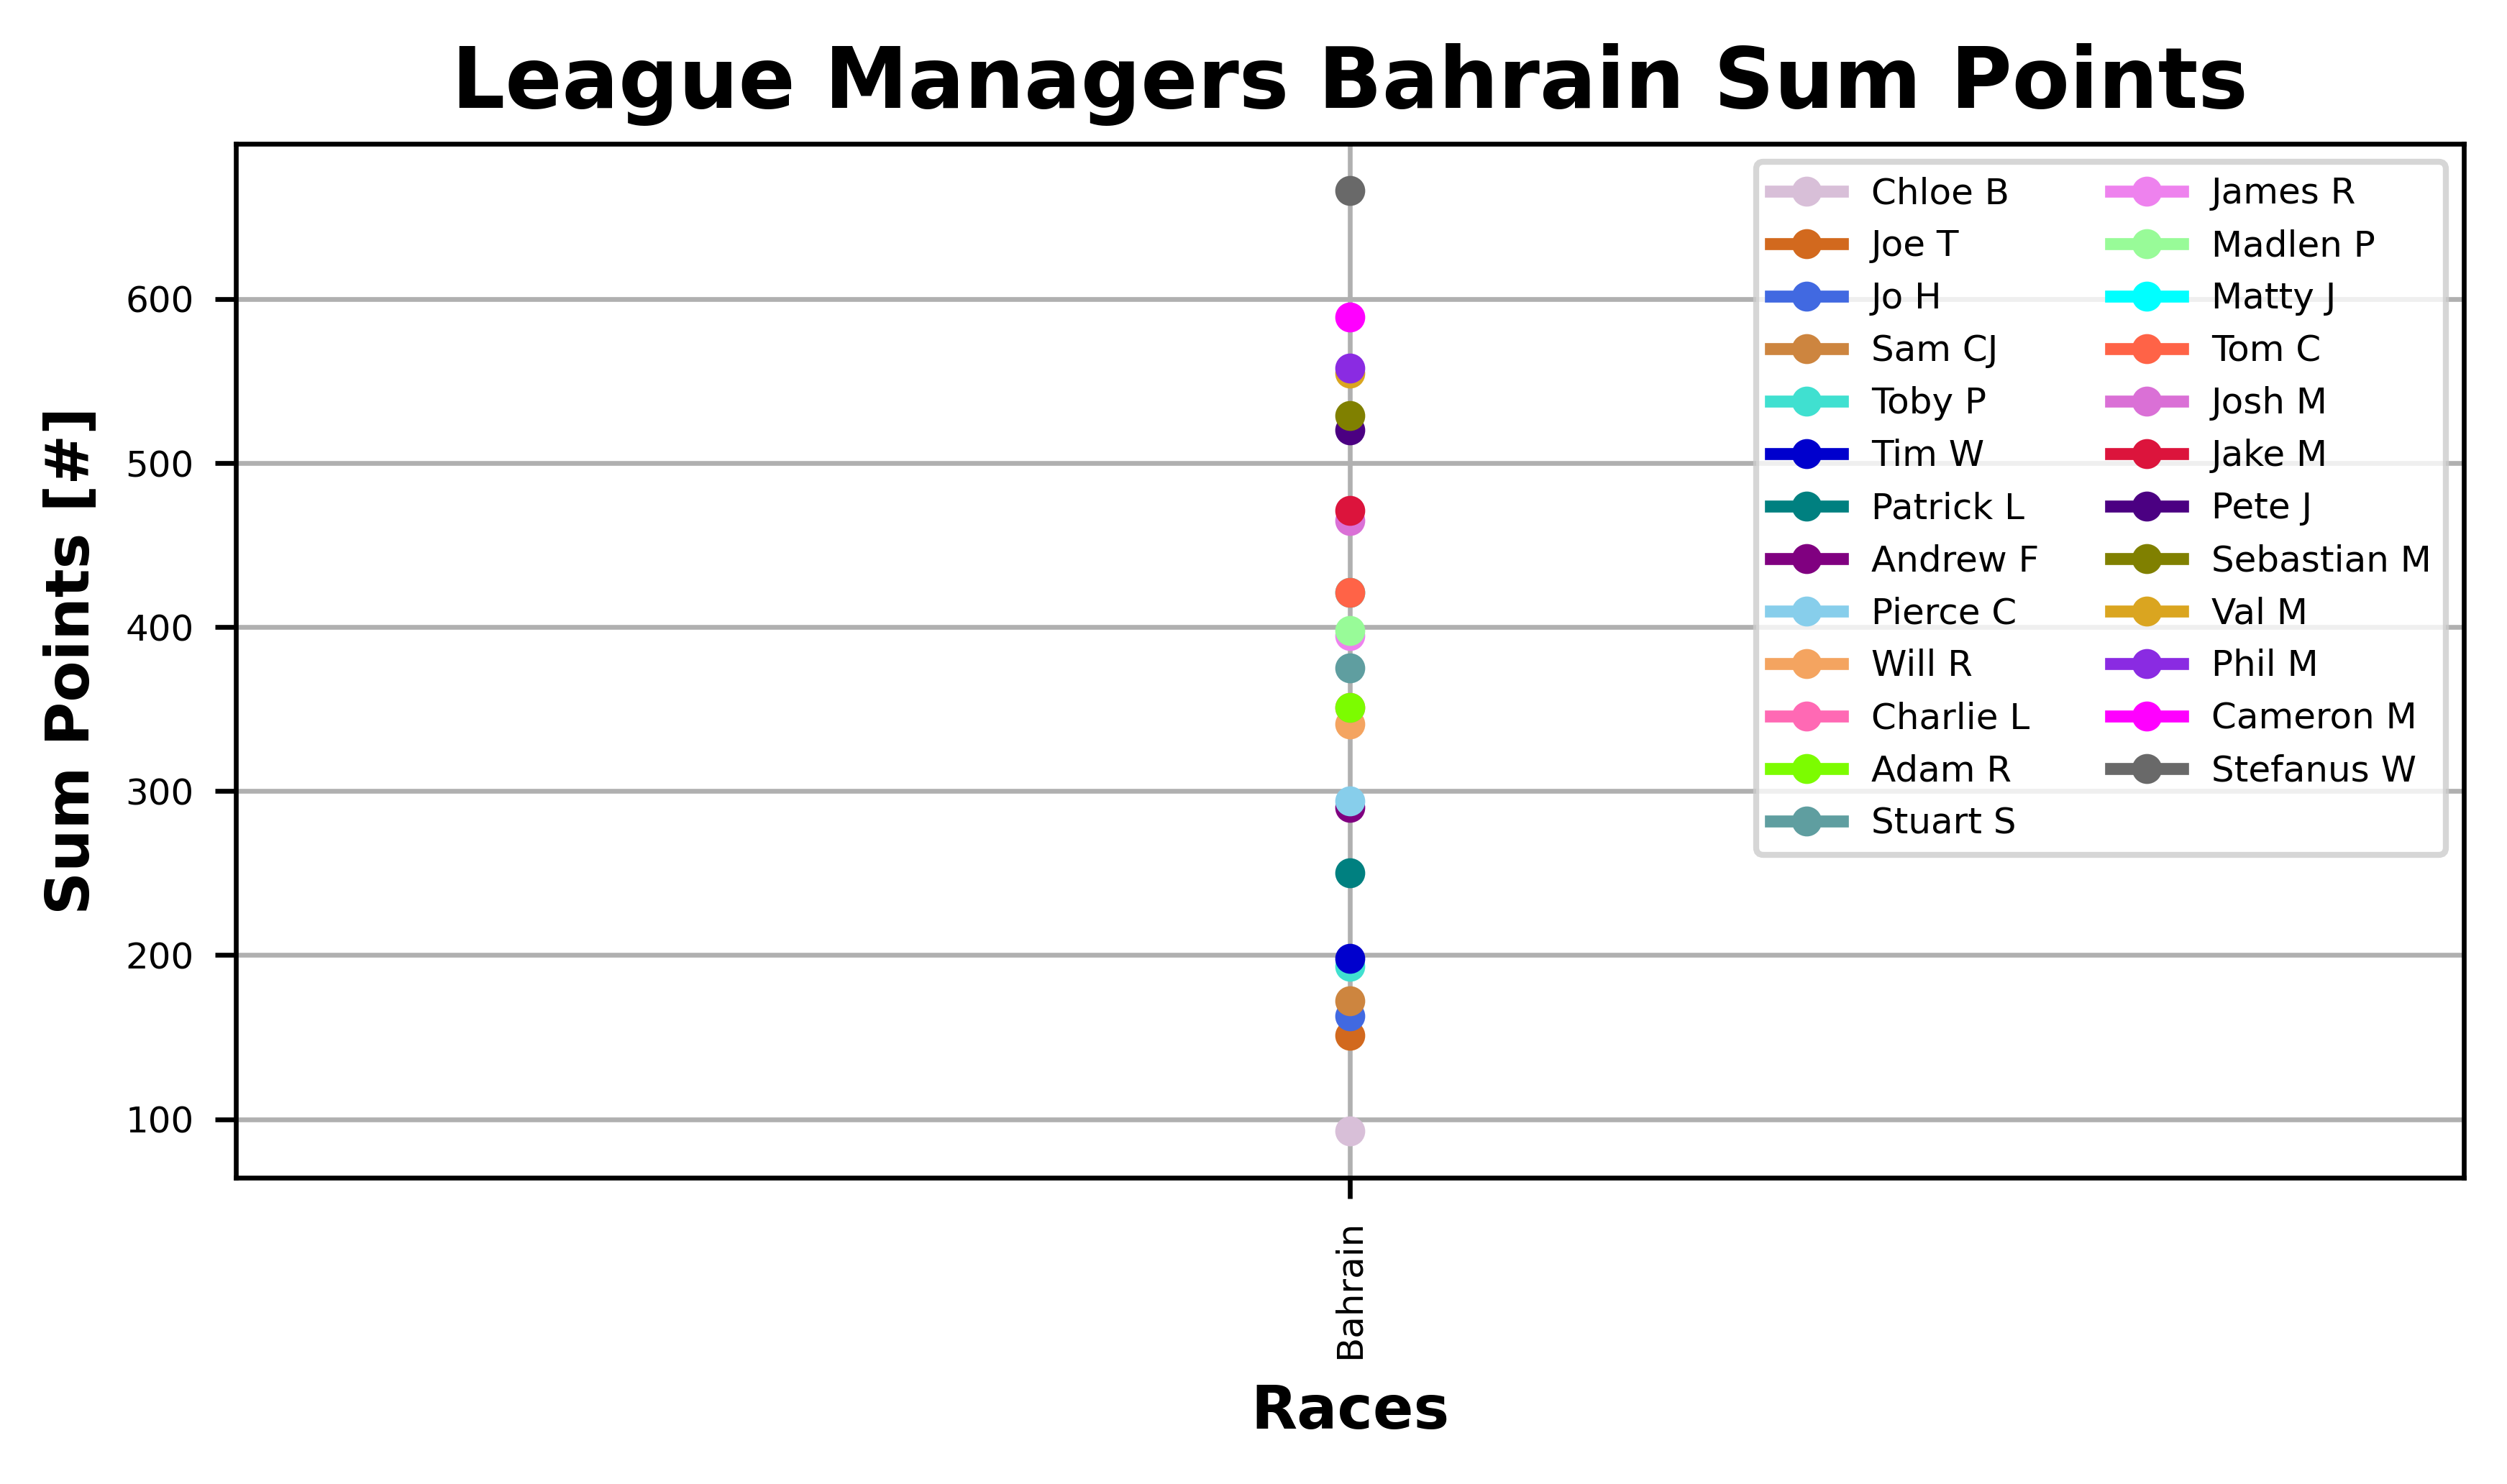 League Managers Bahrain Sum Points
Sum Points [#]
600
500
400
300
200
100
Chloe B
Joe T
Jo H
Sam CJ
Toby P
Tim W
Patrick L
Andrew F
Pierce C
Will R
Charlie L
Adam R
Stuart S
James R
Madlen P
Matty J
Tom C
Josh M
Jake M
Pete J
Sebastian M
Val M
Phil M
Cameron M
Stefanus W
Bahrain
Races